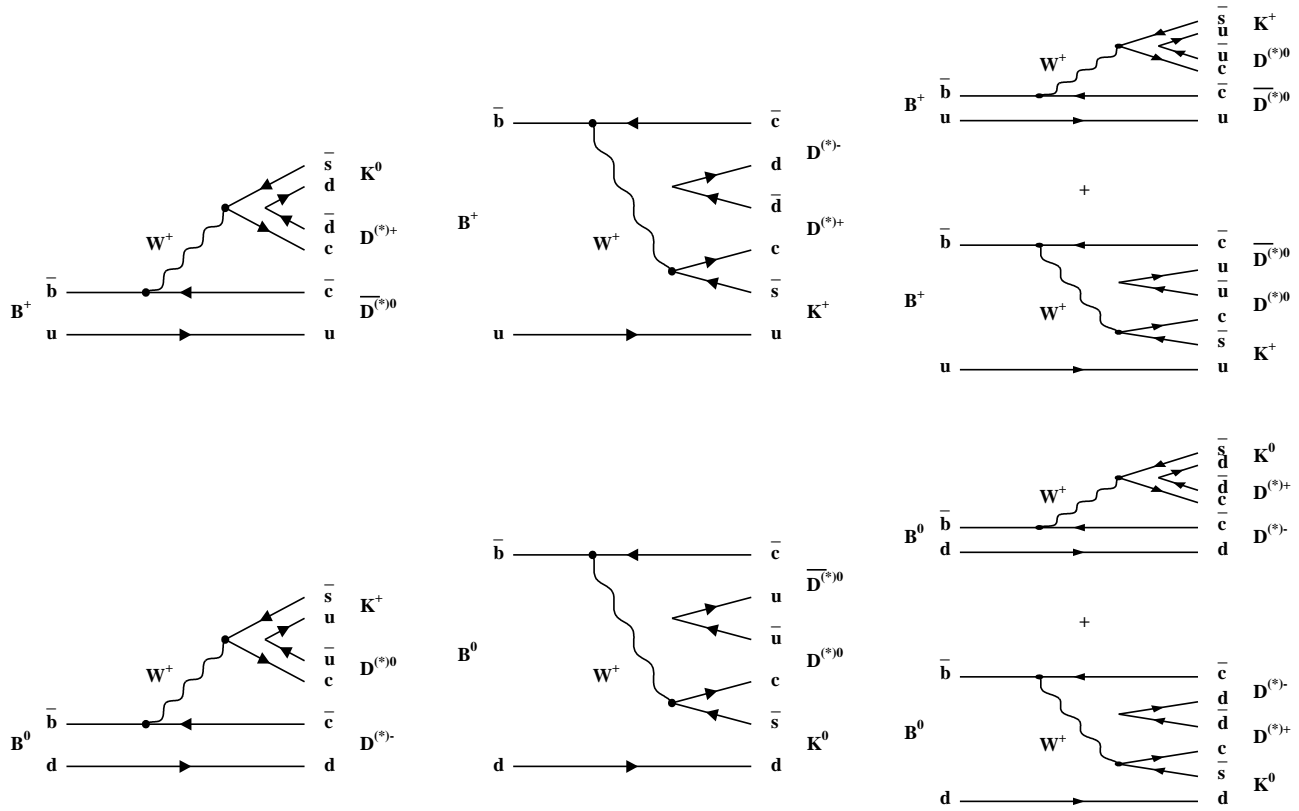 s̅ K⁺
u
u̅ D⁽*⁾⁰
W⁺
c
b̅ c̅ D̅⁽*⁾⁰
B⁺
u u
+
b̅ c̅ D̅⁽*⁾⁰
u
B⁺ u̅ D⁽*⁾⁰
W⁺ c
s̅ K⁺
u u
b̅ c̅
D⁽*⁾⁻
d
B⁺ d̅
D⁽*⁾⁺
W⁺ c
s̅
K⁺
u u
s̅ K⁰
d
d̅ D⁽*⁾⁺
W⁺ c
b̅ c̅ D̅⁽*⁾⁰
B⁺
u u
s̅ K⁰
d
d̅ D⁽*⁾⁺
W⁺ c
b̅ c̅ D⁽*⁾⁻
B⁰
d d
+
b̅ c̅ D⁽*⁾⁻
d
B⁰ d̅ D⁽*⁾⁺
W⁺ c
s̅ K⁰
d d
b̅ c̅
D̅⁽*⁾⁰
u
B⁰ u̅
D⁽*⁾⁰
W⁺ c
s̅
K⁰
d d
s̅ K⁺
u
u̅ D⁽*⁾⁰
W⁺ c
b̅ c̅ D⁽*⁾⁻
B⁰
d d